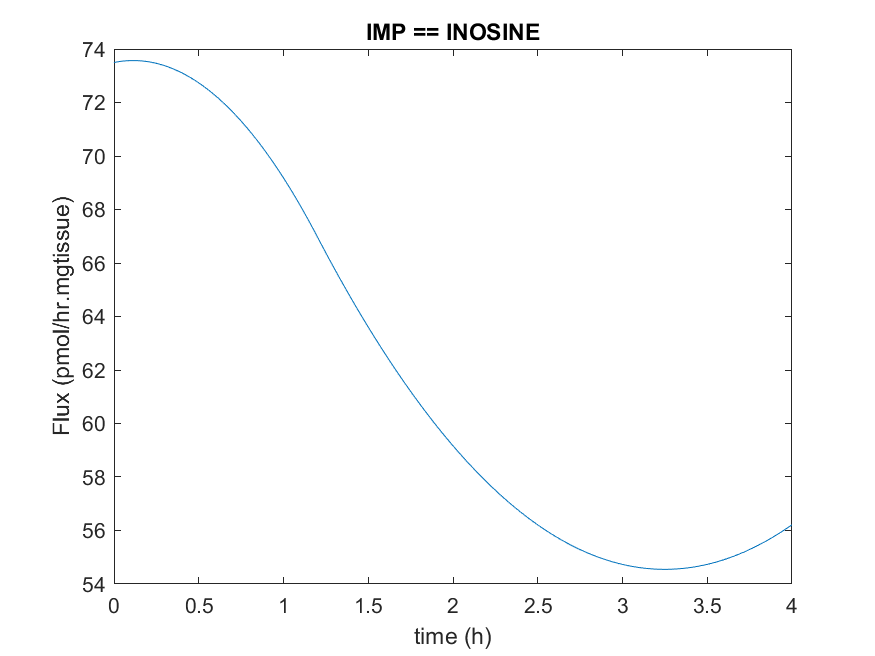 IMP == INOSINE
74
72
70
68
66
64
62
60
58
56
54
Flux (pmol/hr.mgtissue)
0 0.5 1 1.5 2 2.5 3 3.5 4
time (h)